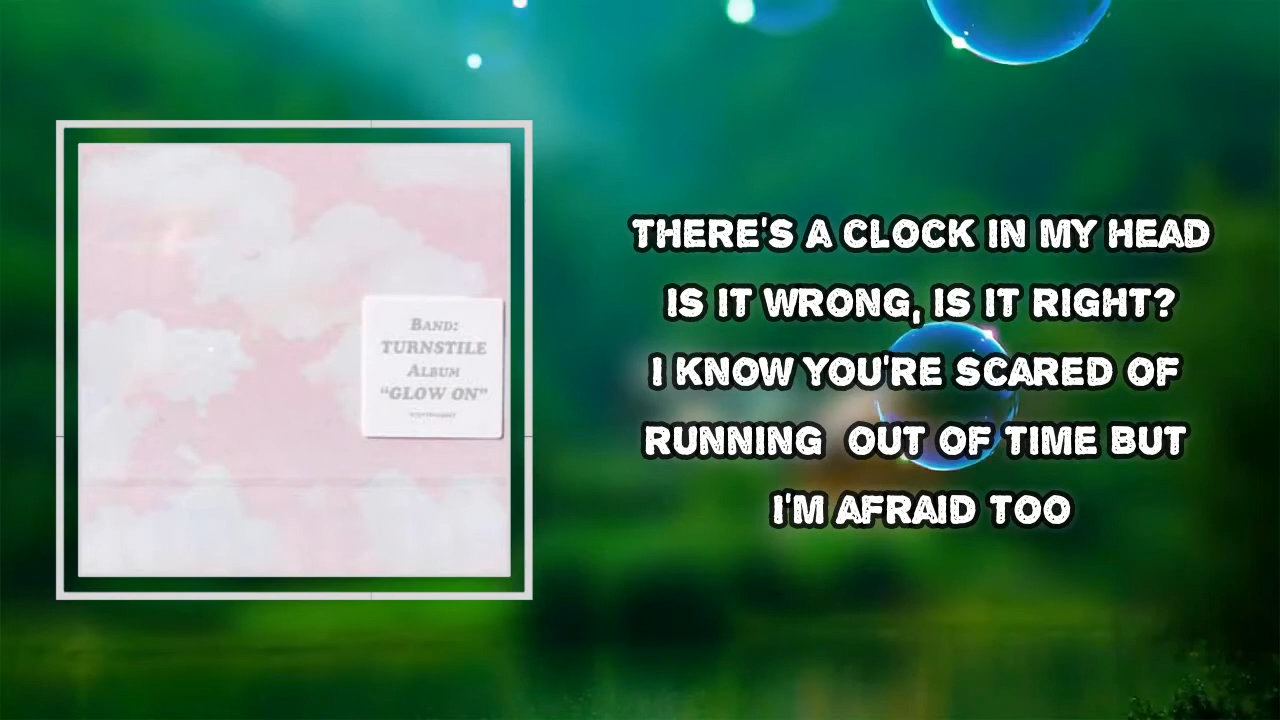 BAND:
TURNSTILE
ALBUM
“GLOW ON”
THERE'S A CLOCK IN MY HEAD
IS IT WRONG, IS IT RIGHT?
I KNOW YOU'RE SCARED OF
RUNNING  OUT OF TIME BUT
I'M AFRAID TOO